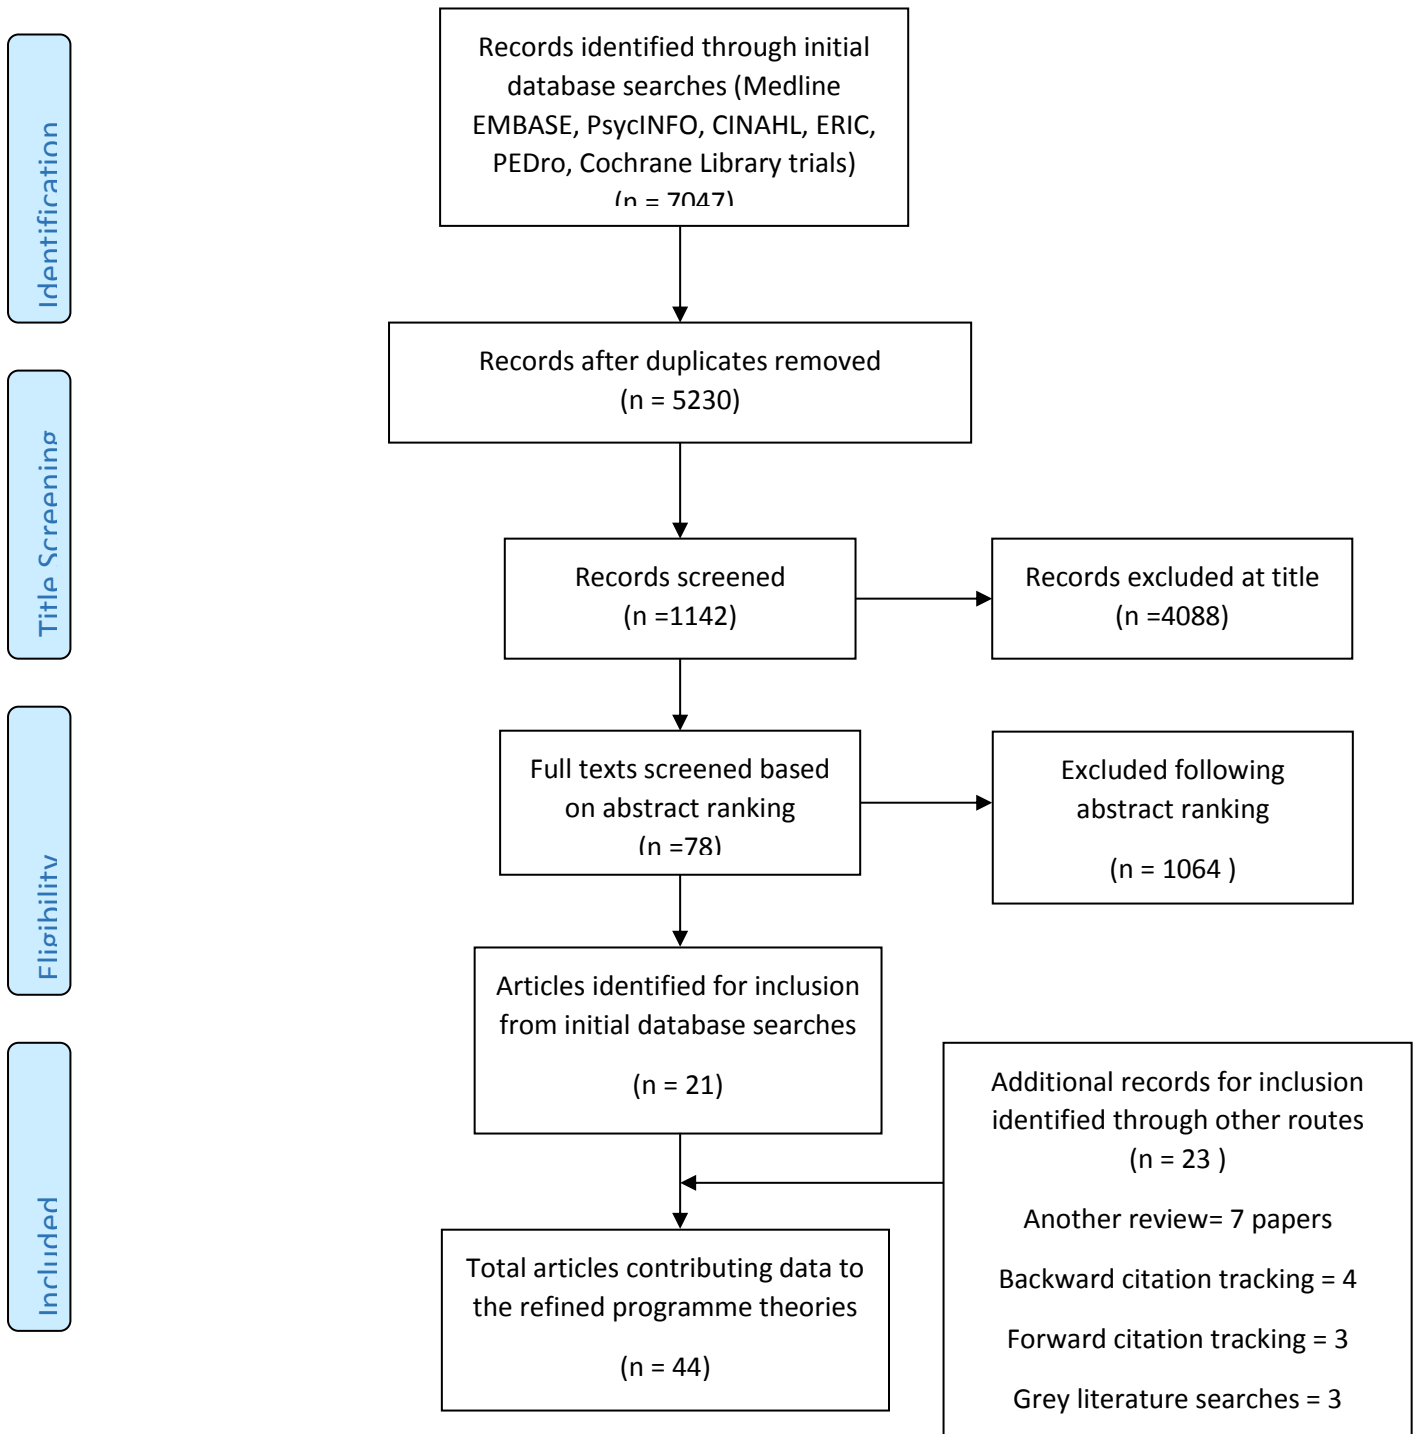 Identification
Records identified through initial
database searches (Medline
EMBASE, PsycINFO, CINAHL, ERIC,
PEDro, Cochrane Library trials)
(n = 7047)
Records after duplicates removed
(n = 5230)
Title Screening
Records screened
(n =1142)
Records excluded at title
(n =4088)
Eligibility
Full texts screened based
on abstract ranking
(n =78)
Excluded following
abstract ranking
(n = 1064 )
Articles identified for inclusion
from initial database searches
(n = 21)
Included
Additional records for inclusion
identified through other routes
(n = 23 )
Another review= 7 papers
Backward citation tracking = 4
Forward citation tracking = 3
Grey literature searches = 3
Total articles contributing data to
the refined programme theories
(n = 44)